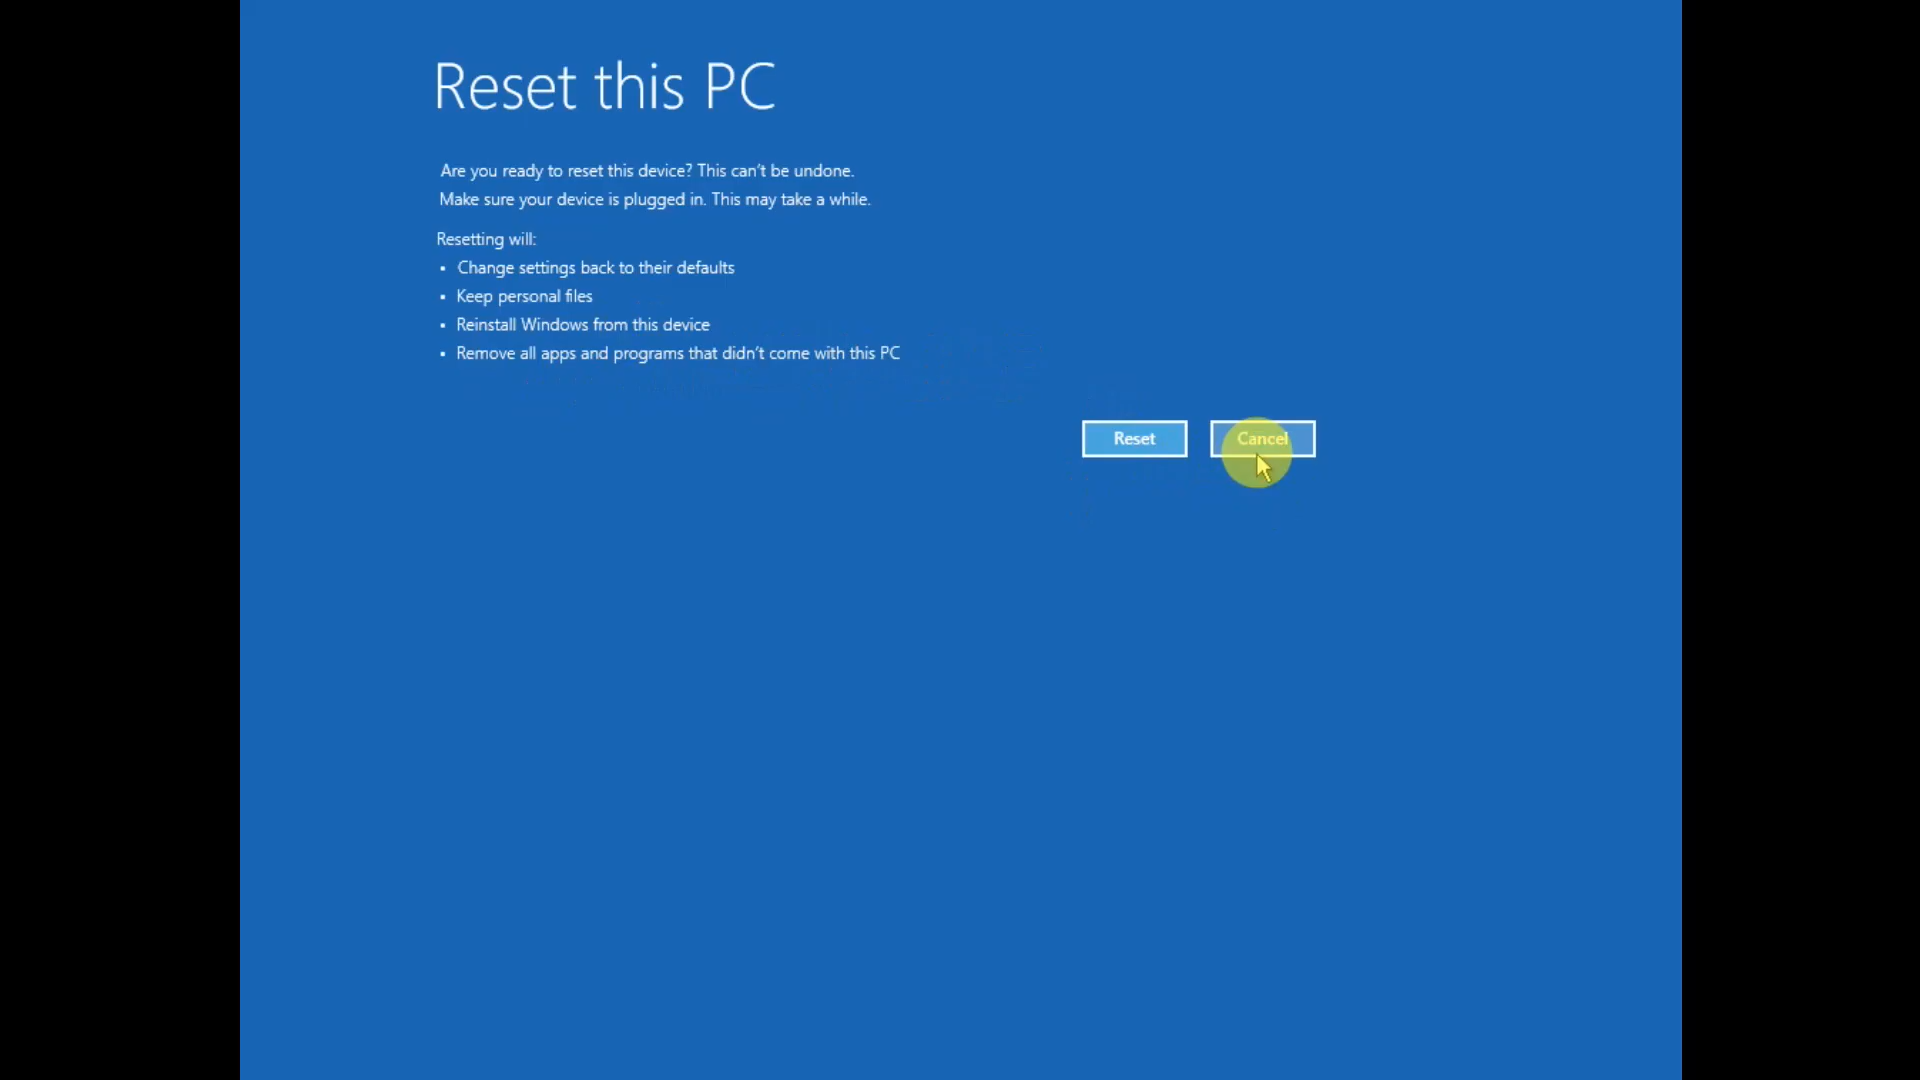 Reset this PC
Are you ready to reset this device? This can't be undone.
Make sure your device is plugged in. This may take a while.
Resetting will:
▪ Change settings back to their defaults
▪ Keep personal files
▪ Reinstall Windows from this device
▪ Remove all apps and programs that didn't come with this PC
Reset Cancel